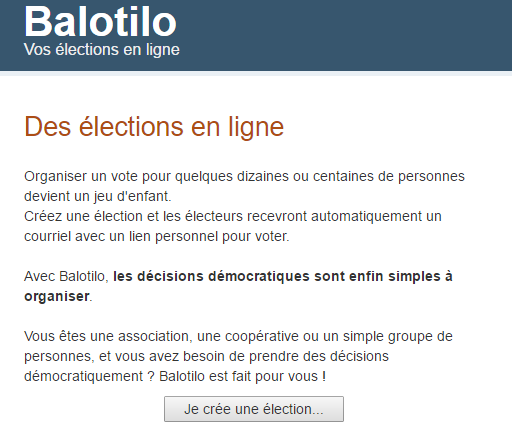 Balotilo
Vos élections en ligne
Des élections en ligne
Organiser un vote pour quelques dizaines ou centaines de personnes
devient un jeu d'enfant.
Créez une élection et les électeurs recevront automatiquement un
courriel avec un lien personnel pour voter.
Avec Balotilo, les décisions démocratiques sont enfin simples à
organiser.
Vous êtes une association, une coopérative ou un simple groupe de
personnes, et vous avez besoin de prendre des décisions
démocratiquement ? Balotilo est fait pour vous !
Je crée une élection...